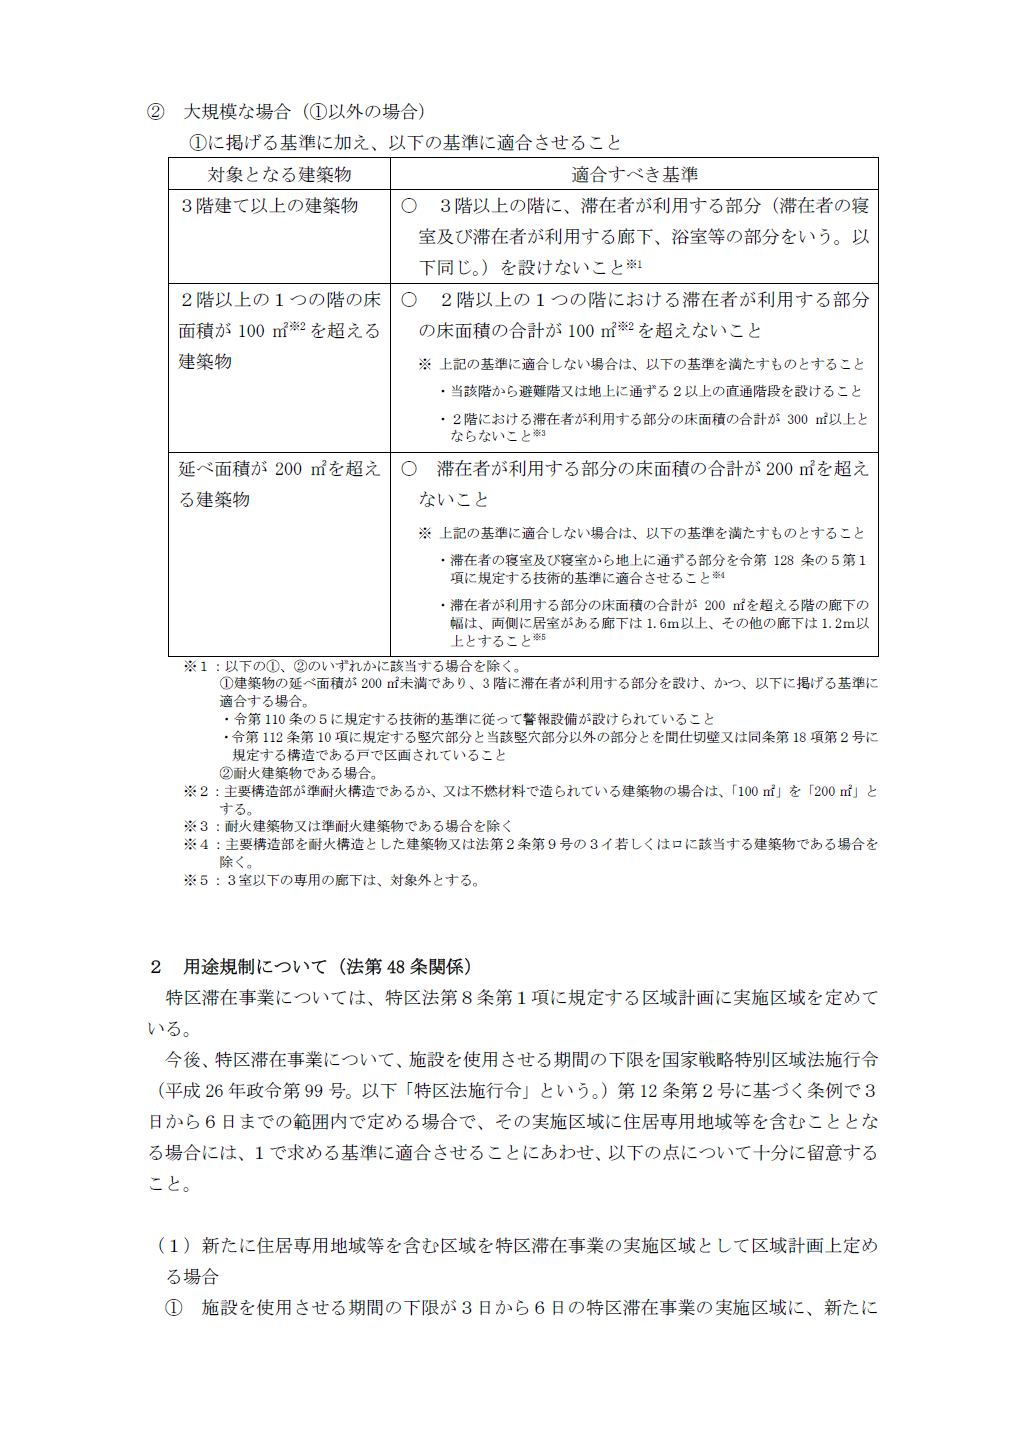 ②　大規模な場合（①以外の場合）
①に掲げる基準に加え、以下の基準に適合させること
対象となる建築物
適合すべき基準
３階建て以上の建築物
○　３階以上の階に、滞在者が利用する部分（滞在者の寝
室及び滞在者が利用する廊下、浴室等の部分をいう。以
下同じ。）を設けないこと※1
２階以上の１つの階の床
面積が 100 ㎡※2 を超える
建築物
○　２階以上の１つの階における滞在者が利用する部分
の床面積の合計が 100 ㎡※2 を超えないこと
※ 上記の基準に適合しない場合は、以下の基準を満たすものとすること
・当該階から避難階又は地上に通ずる２以上の直通階段を設けること
・２階における滞在者が利用する部分の床面積の合計が 300 ㎡以上と
ならないこと※3
延べ面積が 200 ㎡を超え
る建築物
○　滞在者が利用する部分の床面積の合計が 200 ㎡を超え
ないこと
※ 上記の基準に適合しない場合は、以下の基準を満たすものとすること
・滞在者の寝室及び寝室から地上に通ずる部分を令第 128 条の５第１
項に規定する技術的基準に適合させること※4
・滞在者が利用する部分の床面積の合計が 200 ㎡を超える階の廊下の
幅は、両側に居室がある廊下は 1.6ｍ以上、その他の廊下は 1.2ｍ以
上とすること※5
※１：以下の①、②のいずれかに該当する場合を除く。
①建築物の延べ面積が 200 ㎡未満であり、3 階に滞在者が利用する部分を設け、かつ、以下に掲げる基準に
適合する場合。
・令第 110 条の５に規定する技術的基準に従って警報設備が設けられていること
・令第 112 条第 10 項に規定する竪穴部分と当該竪穴部分以外の部分とを間仕切壁又は同条第 18 項第２号に
規定する構造である戸で区画されていること
②耐火建築物である場合。
※２：主要構造部が準耐火構造であるか、又は不燃材料で造られている建築物の場合は、「100 ㎡」を「200 ㎡」と
する。
※３：耐火建築物又は準耐火建築物である場合を除く
※４：主要構造部を耐火構造とした建築物又は法第２条第９号の３イ若しくはロに該当する建築物である場合を
除く。
※５：３室以下の専用の廊下は、対象外とする。
２　用途規制について（法第 48 条関係）
特区滞在事業については、特区法第８条第１項に規定する区域計画に実施区域を定めて
いる。
今後、特区滞在事業について、施設を使用させる期間の下限を国家戦略特別区域法施行令
（平成 26 年政令第 99 号。以下「特区法施行令」という。）第 12 条第２号に基づく条例で３
日から６日までの範囲内で定める場合で、その実施区域に住居専用地域等を含むこととな
る場合には、１で求める基準に適合させることにあわせ、以下の点について十分に留意する
こと。
（１）新たに住居専用地域等を含む区域を特区滞在事業の実施区域として区域計画上定め
る場合
①　施設を使用させる期間の下限が３日から６日の特区滞在事業の実施区域に、新たに